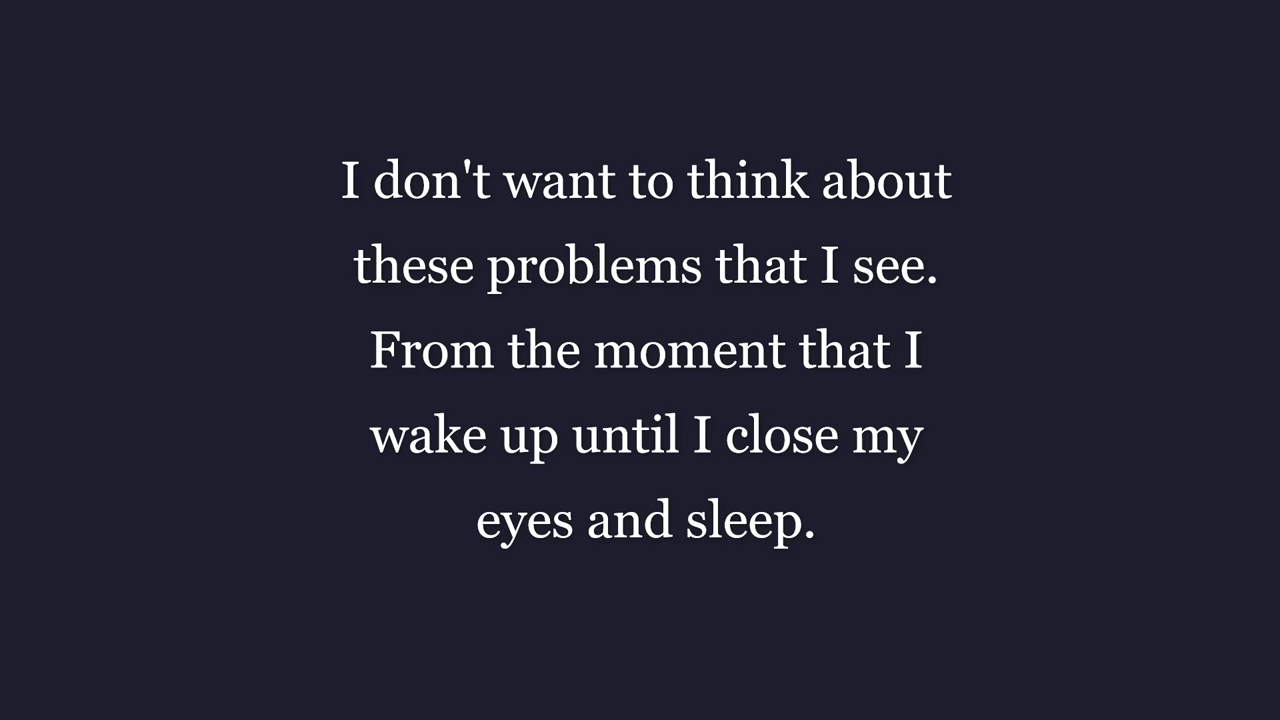 I don't want to think about
these problems that I see.
From the moment that I
wake up until I close my
eyes and sleep.